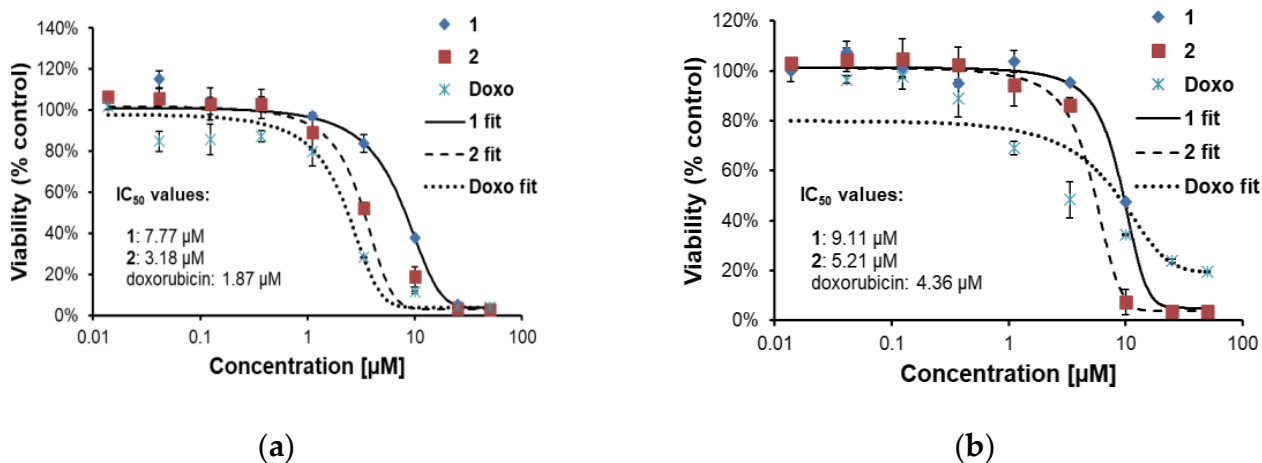 160%
140%
120%
100%
80%
60%
40%
20%
0%
Viability (% control)
0.01
0.1
1
10
100
Concentration [µM]
1
2
Doxo
1 fit
2 fit
Doxo fit
IC50 values:
1: 7.77 µM
2: 3.18 µM
doxorubicin: 1.87 µM
(a)
120%
100%
80%
60%
40%
20%
0%
Viability (% control)
0.01
0.1
1
10
100
Concentration [µM]
1
2
Doxo
1 fit
2 fit
Doxo fit
IC50 values:
1: 9.11 µM
2: 5.21 µM
doxorubicin: 4.36 µM
(b)